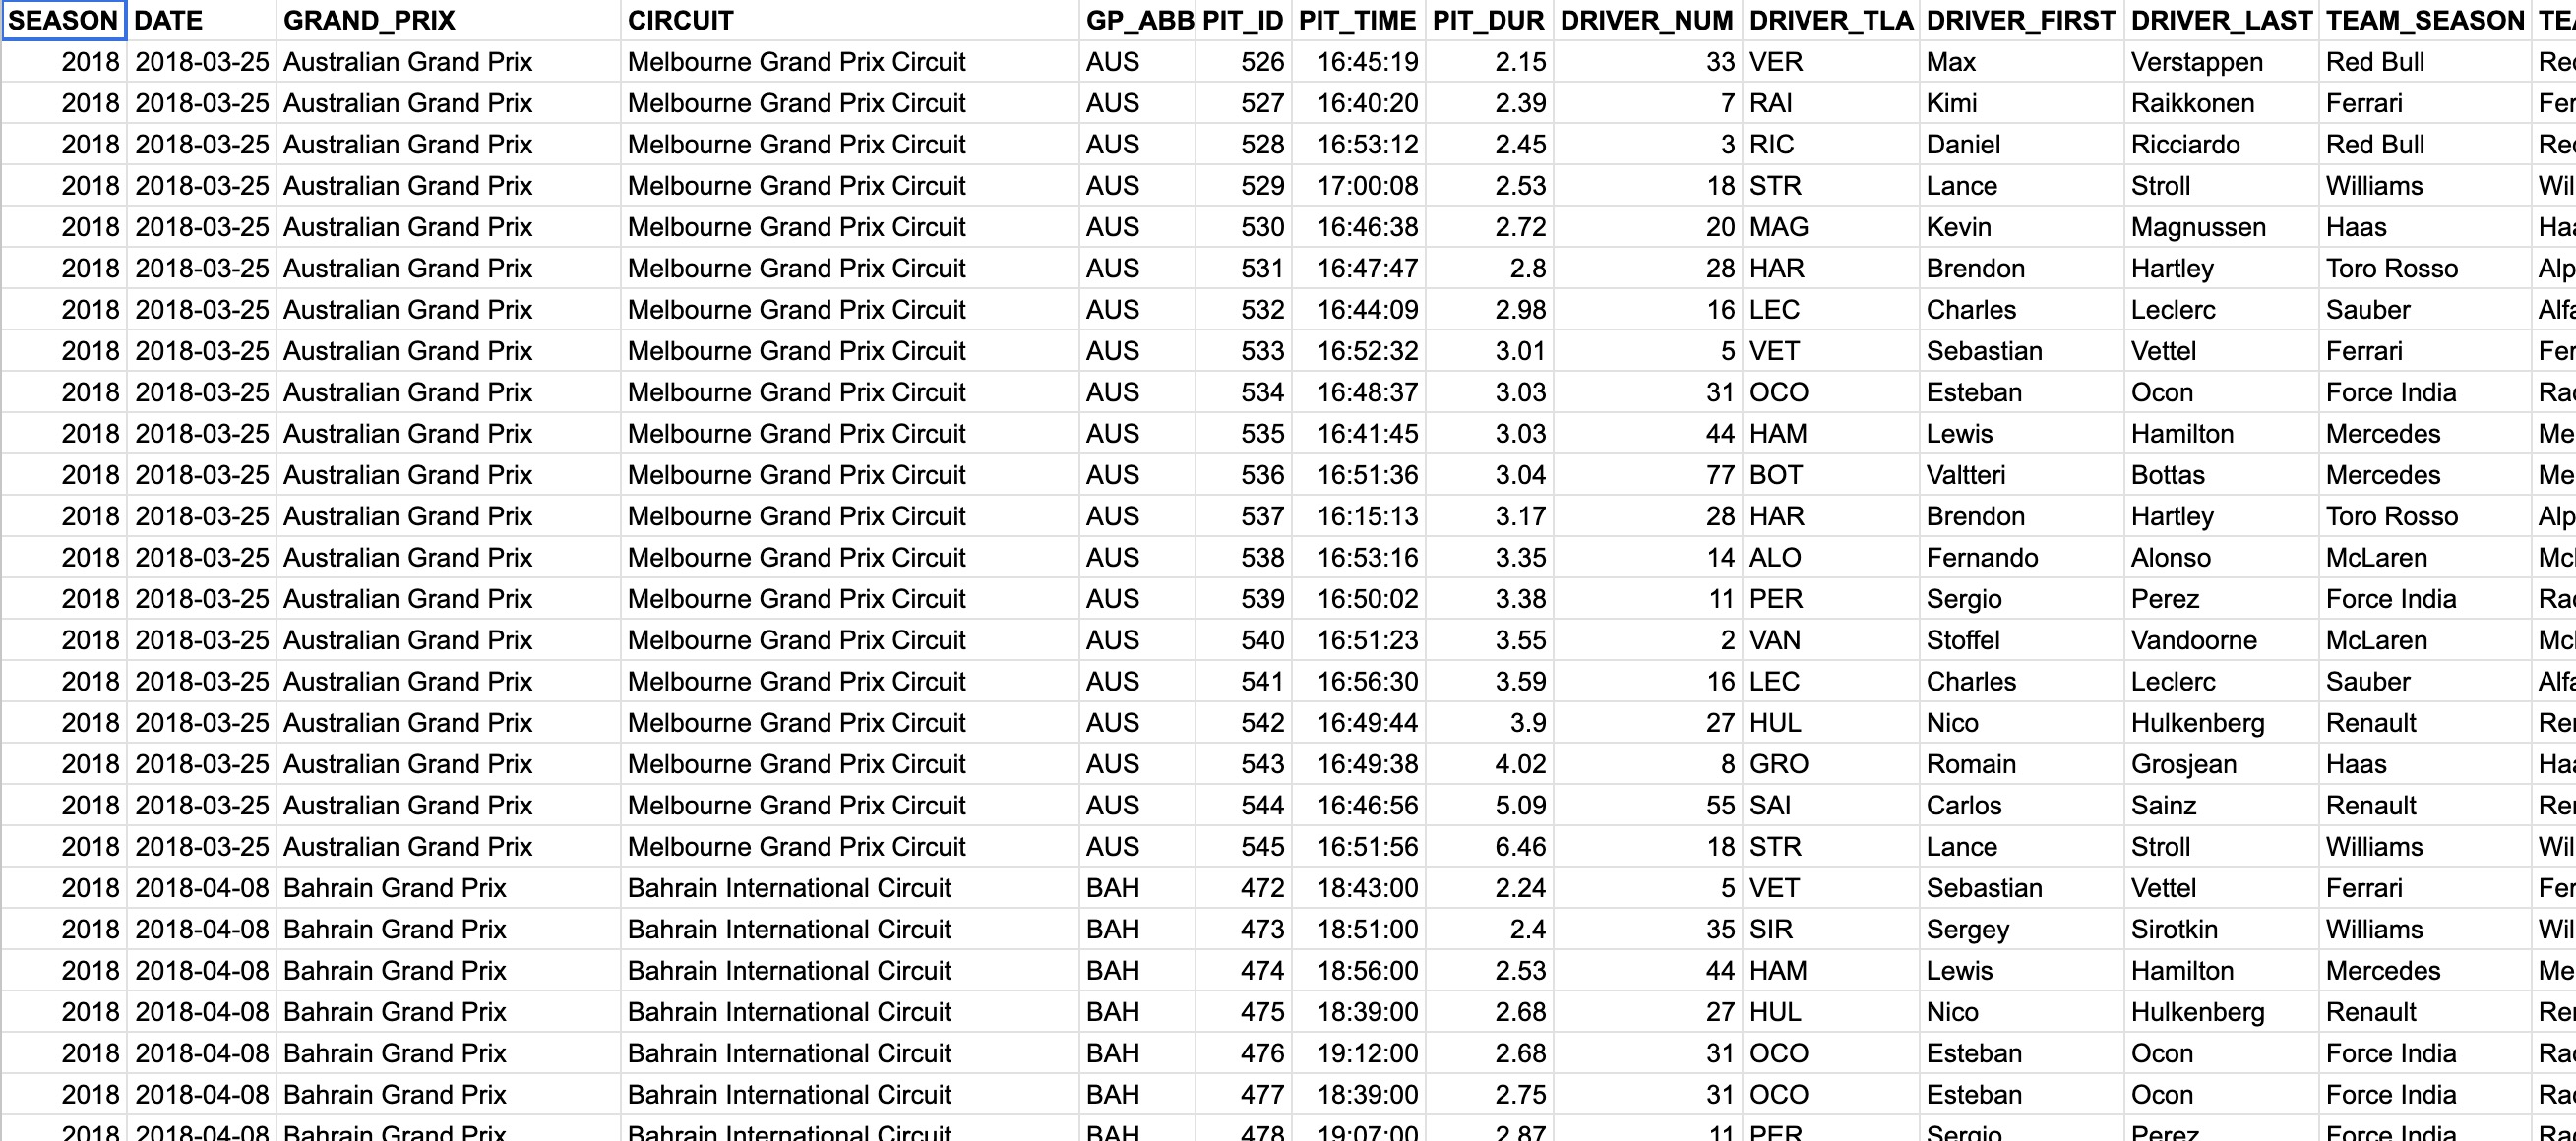 SEASON DATE GRAND_PRIX CIRCUIT GP_ABB PIT_ID PIT_TIME PIT_DUR DRIVER_NUM DRIVER_TLA DRIVER_FIRST DRIVER_LAST TEAM_SEASON TEA
2018 2018-03-25 Australian Grand Prix Melbourne Grand Prix Circuit AUS 526 16:45:19 2.15 33 VER Max Verstappen Red Bull Red
2018 2018-03-25 Australian Grand Prix Melbourne Grand Prix Circuit AUS 527 16:40:20 2.39 7 RAI Kimi Raikkonen Ferrari Fer
2018 2018-03-25 Australian Grand Prix Melbourne Grand Prix Circuit AUS 528 16:53:12 2.45 3 RIC Daniel Ricciardo Red Bull Red
2018 2018-03-25 Australian Grand Prix Melbourne Grand Prix Circuit AUS 529 17:00:08 2.53 18 STR Lance Stroll Williams Wil
2018 2018-03-25 Australian Grand Prix Melbourne Grand Prix Circuit AUS 530 16:46:38 2.72 20 MAG Kevin Magnussen Haas Haa
2018 2018-03-25 Australian Grand Prix Melbourne Grand Prix Circuit AUS 531 16:47:47 2.8 28 HAR Brendon Hartley Toro Rosso Alp
2018 2018-03-25 Australian Grand Prix Melbourne Grand Prix Circuit AUS 532 16:44:09 2.98 16 LEC Charles Leclerc Sauber Alfa
2018 2018-03-25 Australian Grand Prix Melbourne Grand Prix Circuit AUS 533 16:52:32 3.01 5 VET Sebastian Vettel Ferrari Fer
2018 2018-03-25 Australian Grand Prix Melbourne Grand Prix Circuit AUS 534 16:48:37 3.03 31 OCO Esteban Ocon Force India Rac
2018 2018-03-25 Australian Grand Prix Melbourne Grand Prix Circuit AUS 535 16:41:45 3.03 44 HAM Lewis Hamilton Mercedes Me
2018 2018-03-25 Australian Grand Prix Melbourne Grand Prix Circuit AUS 536 16:51:36 3.04 77 BOT Valtteri Bottas Mercedes Me
2018 2018-03-25 Australian Grand Prix Melbourne Grand Prix Circuit AUS 537 16:15:13 3.17 28 HAR Brendon Hartley Toro Rosso Alp
2018 2018-03-25 Australian Grand Prix Melbourne Grand Prix Circuit AUS 538 16:53:16 3.35 14 ALO Fernando Alonso McLaren Mc
2018 2018-03-25 Australian Grand Prix Melbourne Grand Prix Circuit AUS 539 16:50:02 3.38 11 PER Sergio Perez Force India Rac
2018 2018-03-25 Australian Grand Prix Melbourne Grand Prix Circuit AUS 540 16:51:23 3.55 2 VAN Stoffel Vandoorne McLaren Mc
2018 2018-03-25 Australian Grand Prix Melbourne Grand Prix Circuit AUS 541 16:56:30 3.59 16 LEC Charles Leclerc Sauber Alfa
2018 2018-03-25 Australian Grand Prix Melbourne Grand Prix Circuit AUS 542 16:49:44 3.9 27 HUL Nico Hulkenberg Renault Ren
2018 2018-03-25 Australian Grand Prix Melbourne Grand Prix Circuit AUS 543 16:49:38 4.02 8 GRO Romain Grosjean Haas Haa
2018 2018-03-25 Australian Grand Prix Melbourne Grand Prix Circuit AUS 544 16:46:56 5.09 55 SAI Carlos Sainz Renault Ren
2018 2018-03-25 Australian Grand Prix Melbourne Grand Prix Circuit AUS 545 16:51:56 6.46 18 STR Lance Stroll Williams Wil
2018 2018-04-08 Bahrain Grand Prix Bahrain International Circuit BAH 472 18:43:00 2.24 5 VET Sebastian Vettel Ferrari Fer
2018 2018-04-08 Bahrain Grand Prix Bahrain International Circuit BAH 473 18:51:00 2.4 35 SIR Sergey Sirotkin Williams Wil
2018 2018-04-08 Bahrain Grand Prix Bahrain International Circuit BAH 474 18:56:00 2.53 44 HAM Lewis Hamilton Mercedes Me
2018 2018-04-08 Bahrain Grand Prix Bahrain International Circuit BAH 475 18:39:00 2.68 27 HUL Nico Hulkenberg Renault Ren
2018 2018-04-08 Bahrain Grand Prix Bahrain International Circuit BAH 476 19:12:00 2.68 31 OCO Esteban Ocon Force India Rac
2018 2018-04-08 Bahrain Grand Prix Bahrain International Circuit BAH 477 18:39:00 2.75 31 OCO Esteban Ocon Force India Rac
2018 2018-04-08 Bahrain Grand Prix Bahrain International Circuit BAH 478 19:07:00 2.87 11 PER Sergio Perez Force India Rac